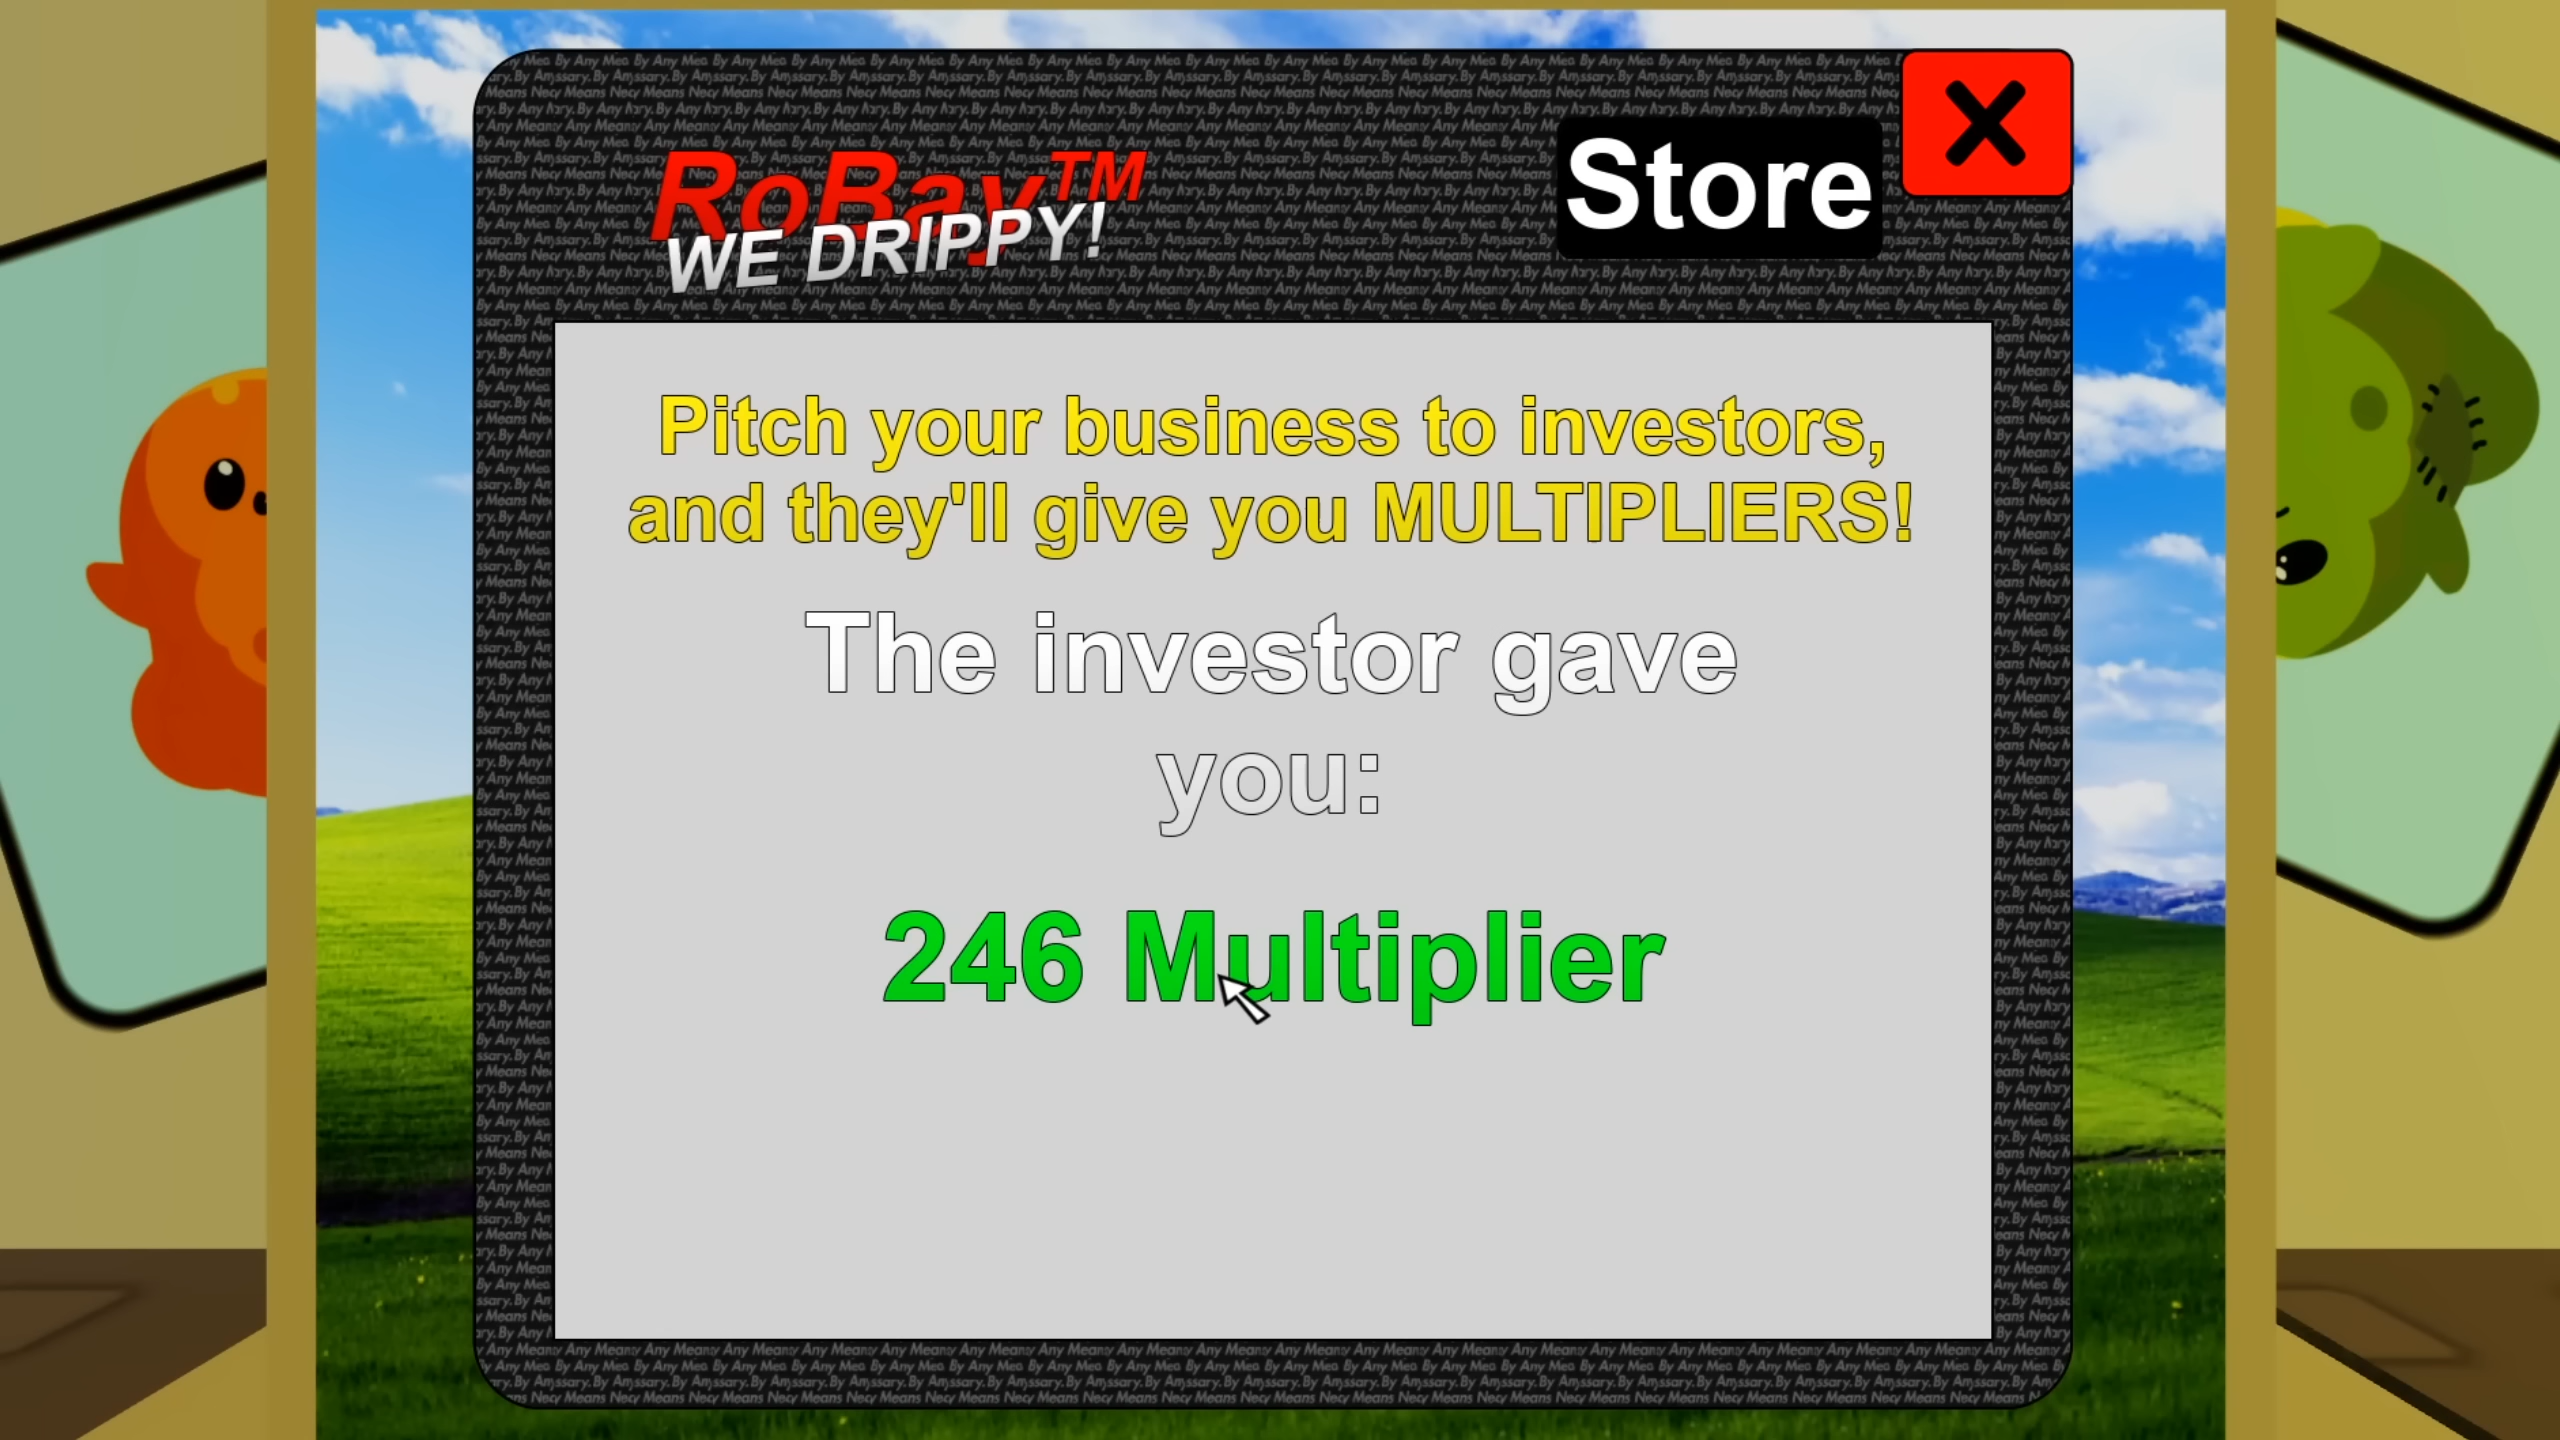 RoBay™
WE DRIPPY!
Store
Pitch your business to investors,
and they'll give you MULTIPLIERS!
The investor gave
you:
246 Multiplier